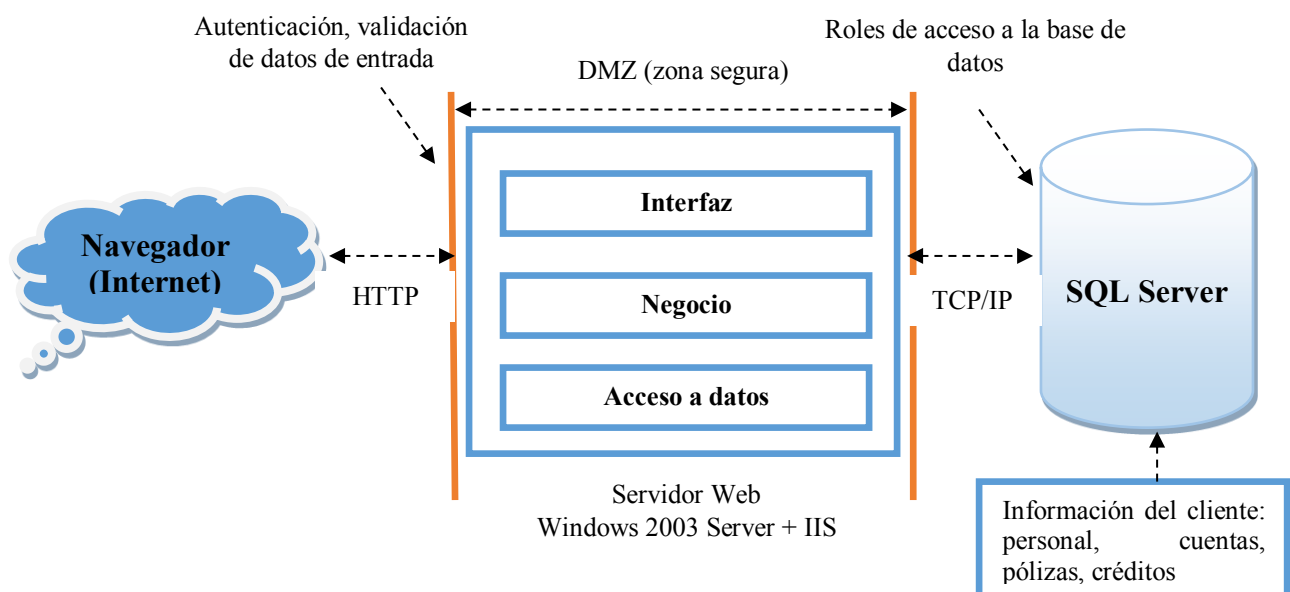 Autenticación, validación
de datos de entrada
DMZ (zona segura)
Roles de acceso a la base de
datos
Navegador
(Internet)
HTTP
Interfaz
Negocio
Acceso a datos
TCP/IP
SQL Server
Servidor Web
Windows 2003 Server + IIS
Información del cliente:
personal, cuentas,
pólizas, créditos